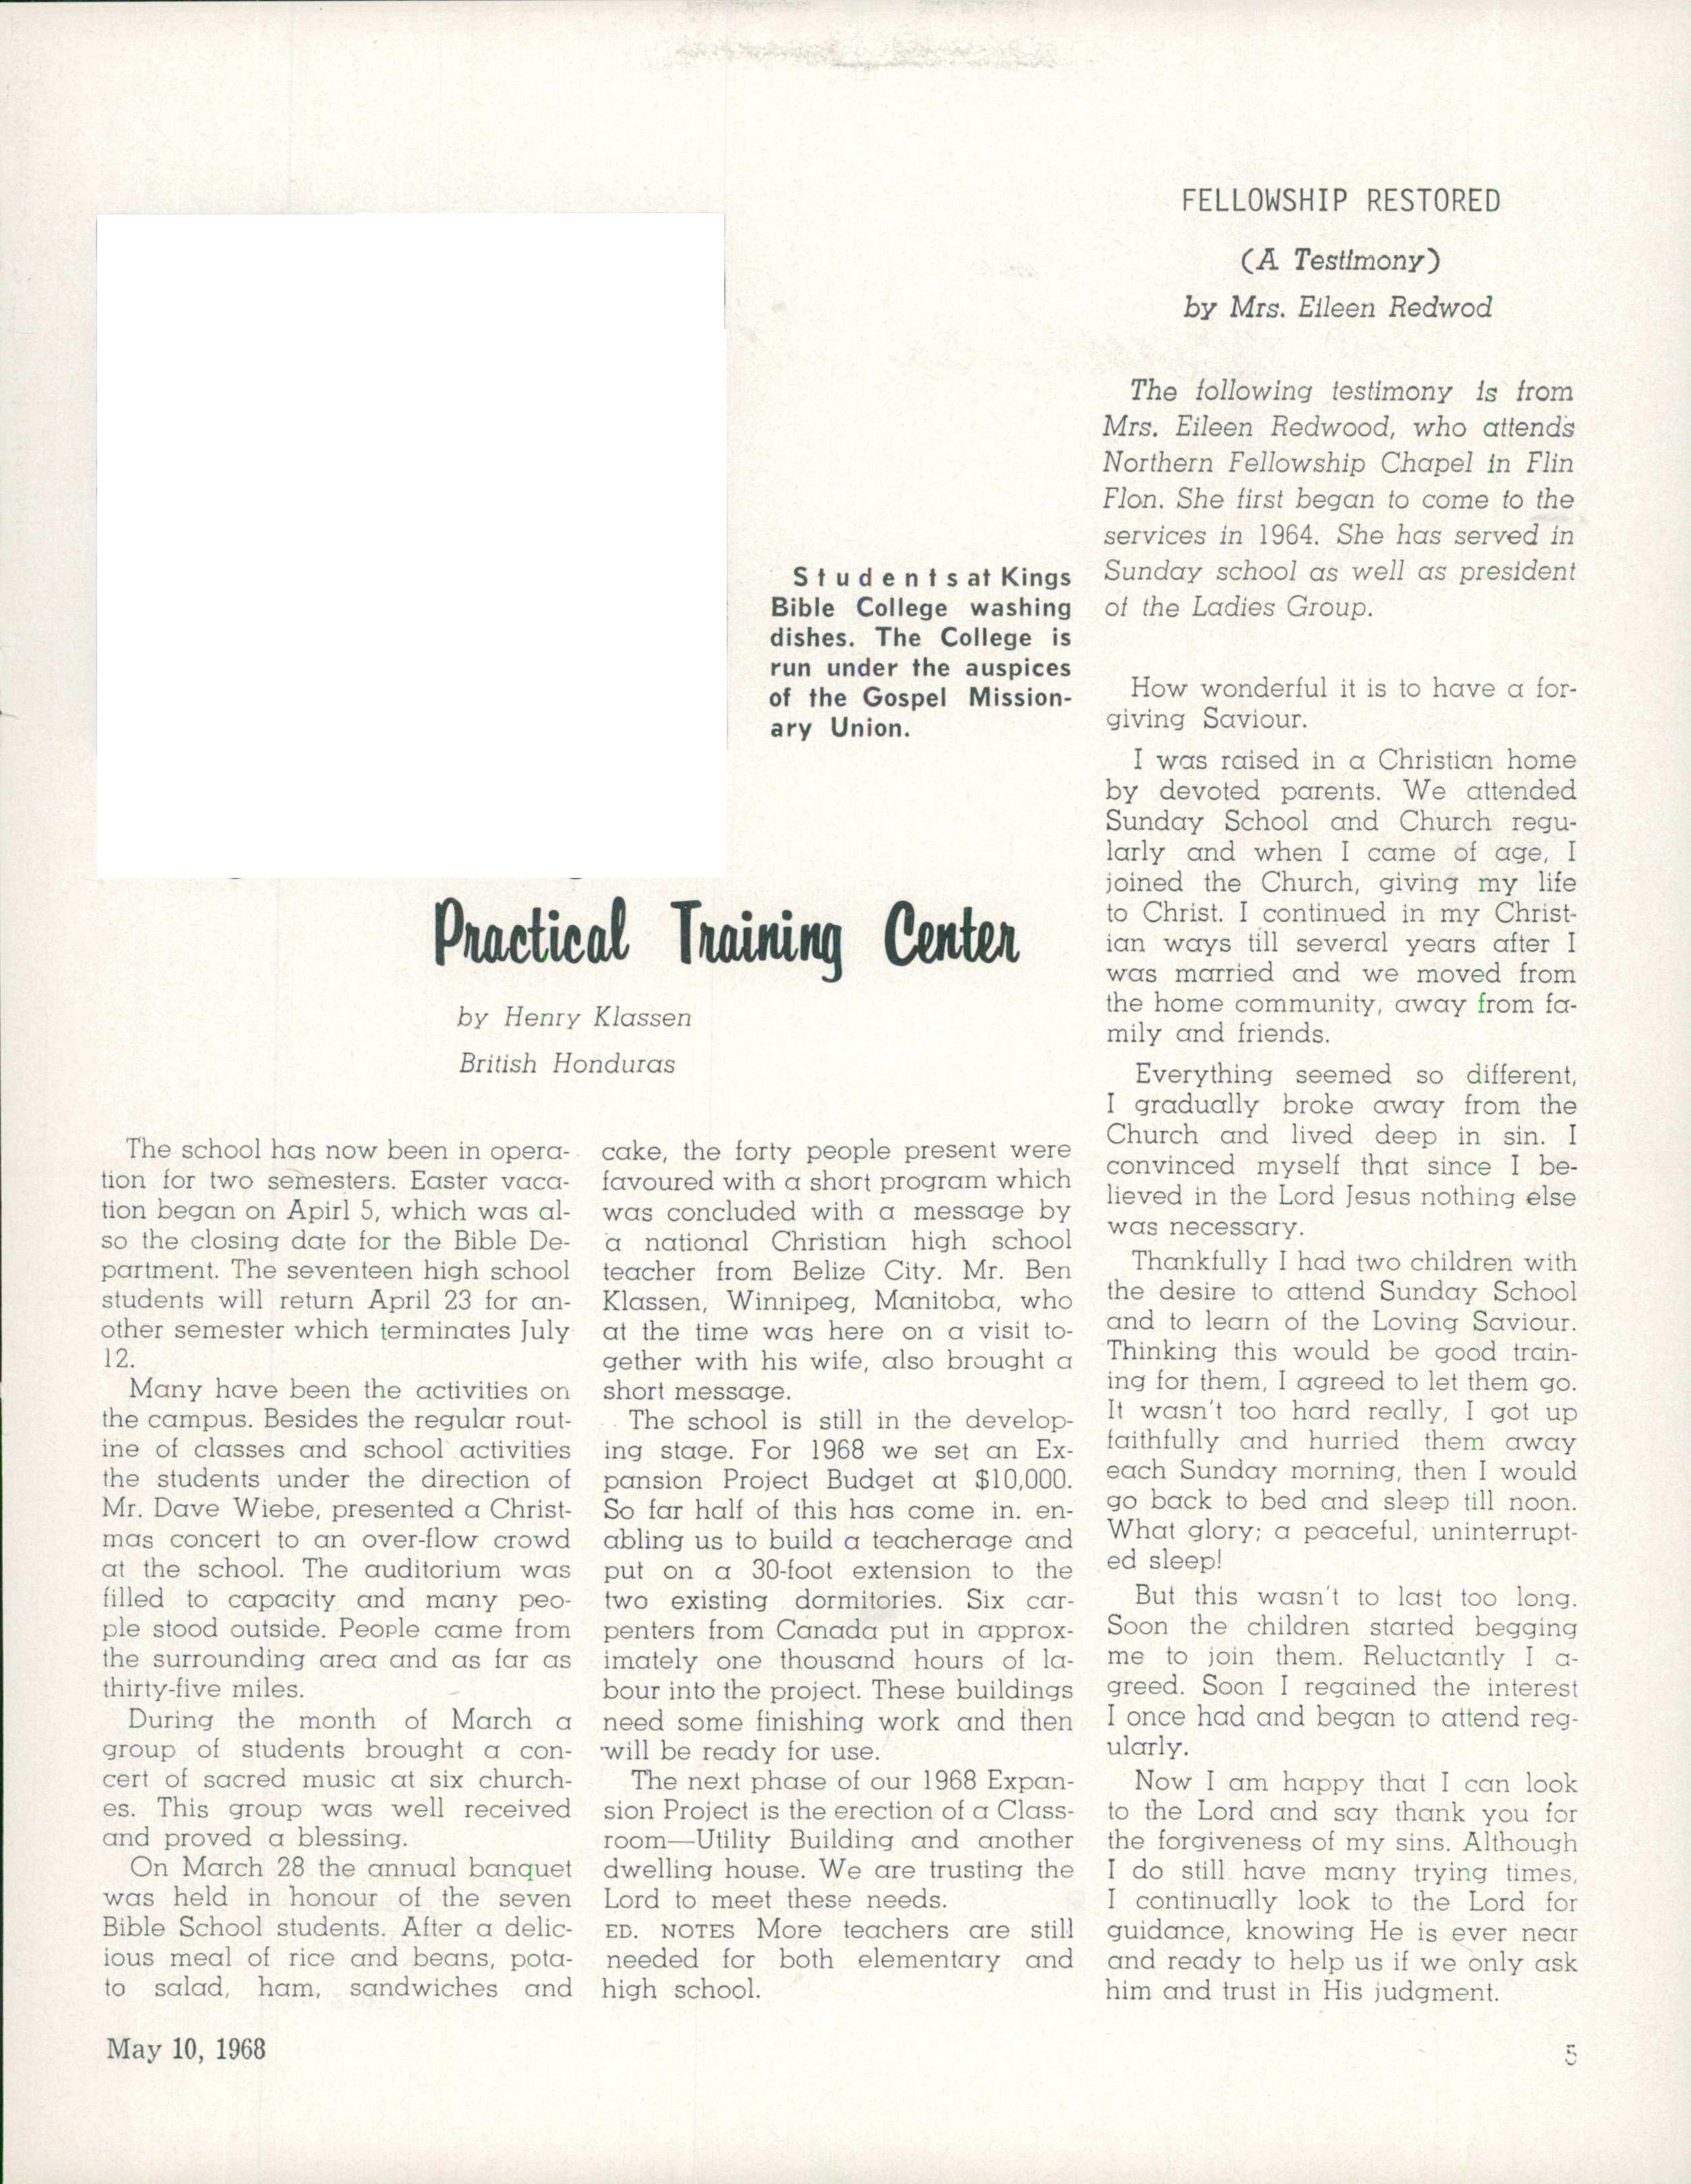 Students at Kings
Bible College washing
dishes. The College is
run under the auspices
of the Gospel Mission-
ary Union.
Practical Training Center
by Henry Klassen
British Honduras
The school has now been in opera-
tion for two semesters. Easter vaca-
tion began on Apirl 5, which was al-
so the closing date for the Bible De-
partment. The seventeen high school
students will return April 23 for an-
other semester which terminates July
12.
Many have been the activities on
the campus. Besides the regular rout-
ine of classes and school activities
the students under the direction of
Mr. Dave Wiebe, presented a Christ-
mas concert to an over-flow crowd
at the school. The auditorium was
filled to capacity and many peo-
ple stood outside. People came from
the surrounding area and as far as
thirty-five miles.
During the month of March a
group of students brought a con-
cert of sacred music at six church-
es. This group was well received
and proved a blessing.
On March 28 the annual banquet
was held in honour of the seven
Bible School students. After a delic-
ious meal of rice and beans, pota-
to salad, ham, sandwiches and
cake, the forty people present were
favoured with a short program which
was concluded with a message by
a national Christian high school
teacher from Belize City. Mr. Ben
Klassen, Winnipeg, Manitoba, who
at the time was here on a visit to-
gether with his wife, also brought a
short message.
The school is still in the develop-
ing stage. For 1968 we set an Ex-
pansion Project Budget at $10,000.
So far half of this has come in. en-
abling us to build a teacherage and
put on a 30-foot extension to the
two existing dormitories. Six car-
penters from Canada put in approx-
imately one thousand hours of la-
bour into the project. These buildings
need some finishing work and then
will be ready for use.
The next phase of our 1968 Expan-
sion Project is the erection of a Class-
room—Utility Building and another
dwelling house. We are trusting the
Lord to meet these needs.
ED. NOTES More teachers are still
needed for both elementary and
high school.
FELLOWSHIP RESTORED
(A Testimony)
by Mrs. Eileen Redwod
The following testimony is from
Mrs. Eileen Redwood, who attends
Northern Fellowship Chapel in Flin
Flon. She first began to come to the
services in 1964. She has served in
Sunday school as well as president
of the Ladies Group.
How wonderful it is to have a for-
giving Saviour.
I was raised in a Christian home
by devoted parents. We attended
Sunday School and Church regu-
larly and when I came of age, I
joined the Church, giving my life
to Christ. I continued in my Christ-
ian ways till several years after I
was married and we moved from
the home community, away from fa-
mily and friends.
Everything seemed so different,
I gradually broke away from the
Church and lived deep in sin. I
convinced myself that since I be-
lieved in the Lord Jesus nothing else
was necessary.
Thankfully I had two children with
the desire to attend Sunday School
and to learn of the Loving Saviour.
Thinking this would be good train-
ing for them, I agreed to let them go.
It wasn't too hard really, I got up
faithfully and hurried them away
each Sunday morning, then I would
go back to bed and sleep till noon.
What glory; a peaceful, uninterrupt-
ed sleep!
But this wasn't to last too long.
Soon the children started begging
me to join them. Reluctantly I a-
greed. Soon I regained the interest
I once had and began to attend reg-
ularly.
Now I am happy that I can look
to the Lord and say thank you for
the forgiveness of my sins. Although
I do still have many trying times,
I continually look to the Lord for
guidance, knowing He is ever near
and ready to help us if we only ask
him and trust in His judgment.
May 10, 1968
5